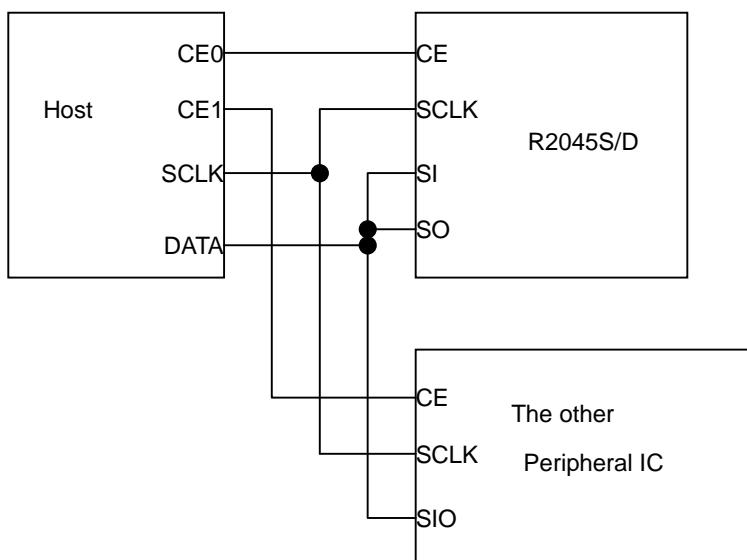 Host
CE0
CE1
SCLK
DATA
CE
SCLK
SI
SO
R2045S/D
CE
SCLK
SIO
The other
Peripheral IC